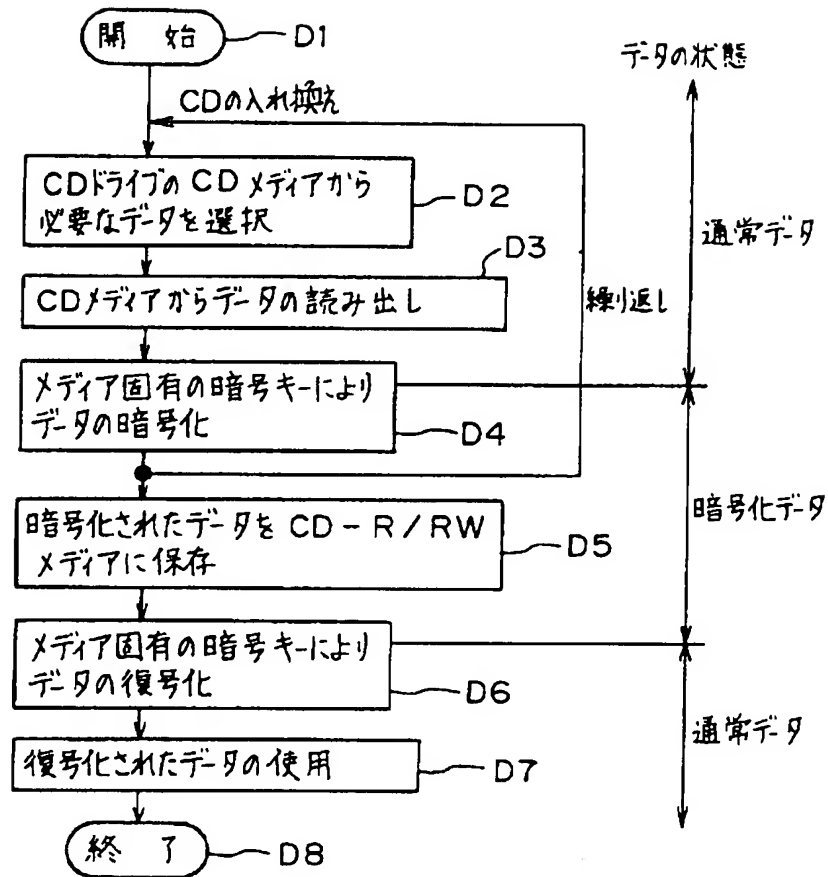 開 始
D1
データの状態
CDの入れ換え
CDドライブの CD メディアから
必要なデータを選択
D2
通常データ
D3
CDメディアからデータの読み出し
繰り返し
メディア固有の暗号キーにより
データの暗号化
D4
暗号化されたデータを CD-R/RW
メディアに保存
D5
暗号化データ
メディア固有の暗号キーにより
データの復号化
D6
通常データ
復号化されたデータの使用
D7
終 了
D8